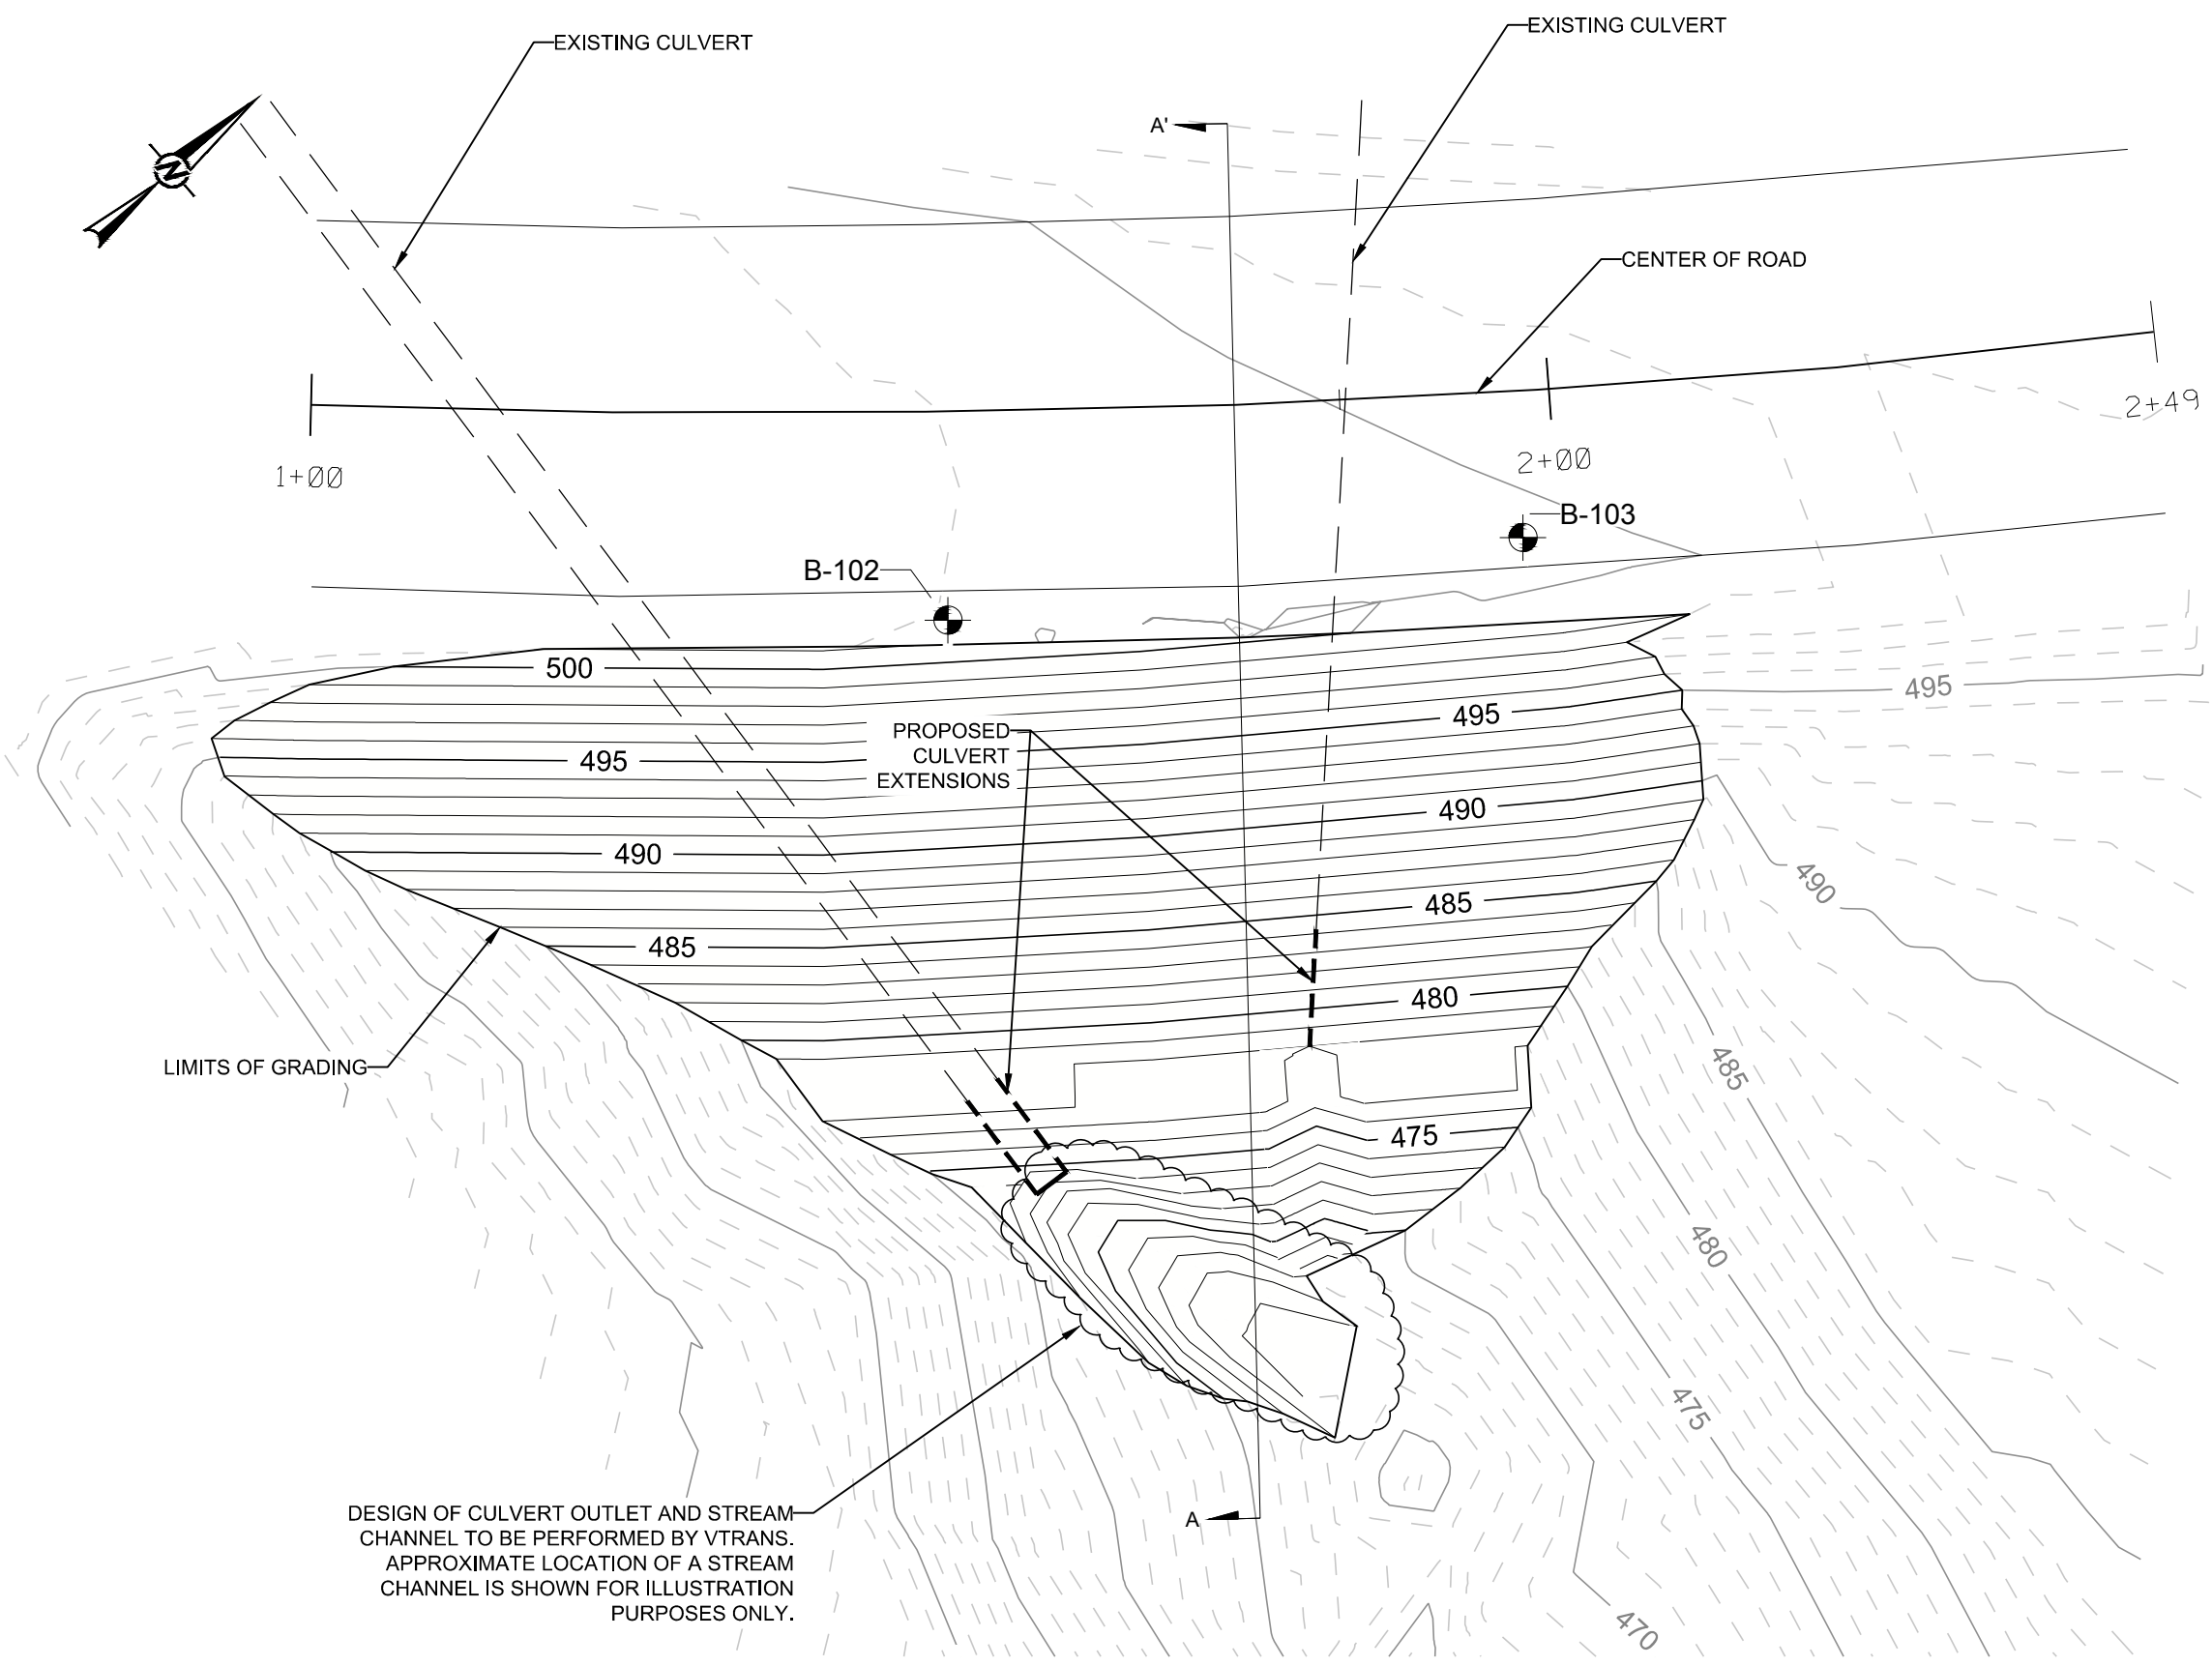 EXISTING CULVERT
EXISTING CULVERT
A'
N
CENTER OF ROAD
2+49
1+00
2+00
B-103
B-102
500
495
495
PROPOSED
CULVERT
EXTENSIONS
495
490
490
490
485
485
480
LIMITS OF GRADING
485
475
480
475
DESIGN OF CULVERT OUTLET AND STREAM
CHANNEL TO BE PERFORMED BY VTRANS.
APPROXIMATE LOCATION OF A STREAM
CHANNEL IS SHOWN FOR ILLUSTRATION
PURPOSES ONLY.
A
470